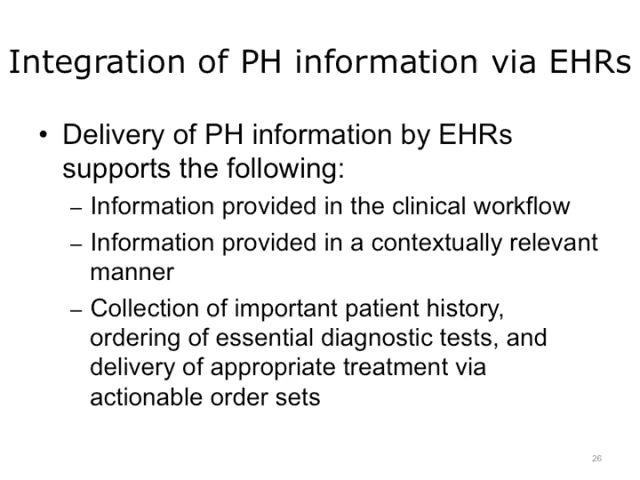 Integration of PH information via EHRs
• Delivery of PH information by EHRs
supports the following:
– Information provided in the clinical workflow
– Information provided in a contextually relevant
manner
– Collection of important patient history,
ordering of essential diagnostic tests, and
delivery of appropriate treatment via
actionable order sets
26